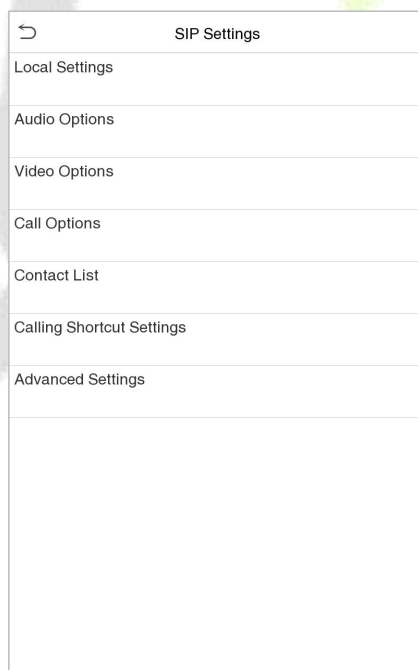 SIP Settings
Local Settings
Audio Options
Video Options
Call Options
Contact List
Calling Shortcut Settings
Advanced Settings